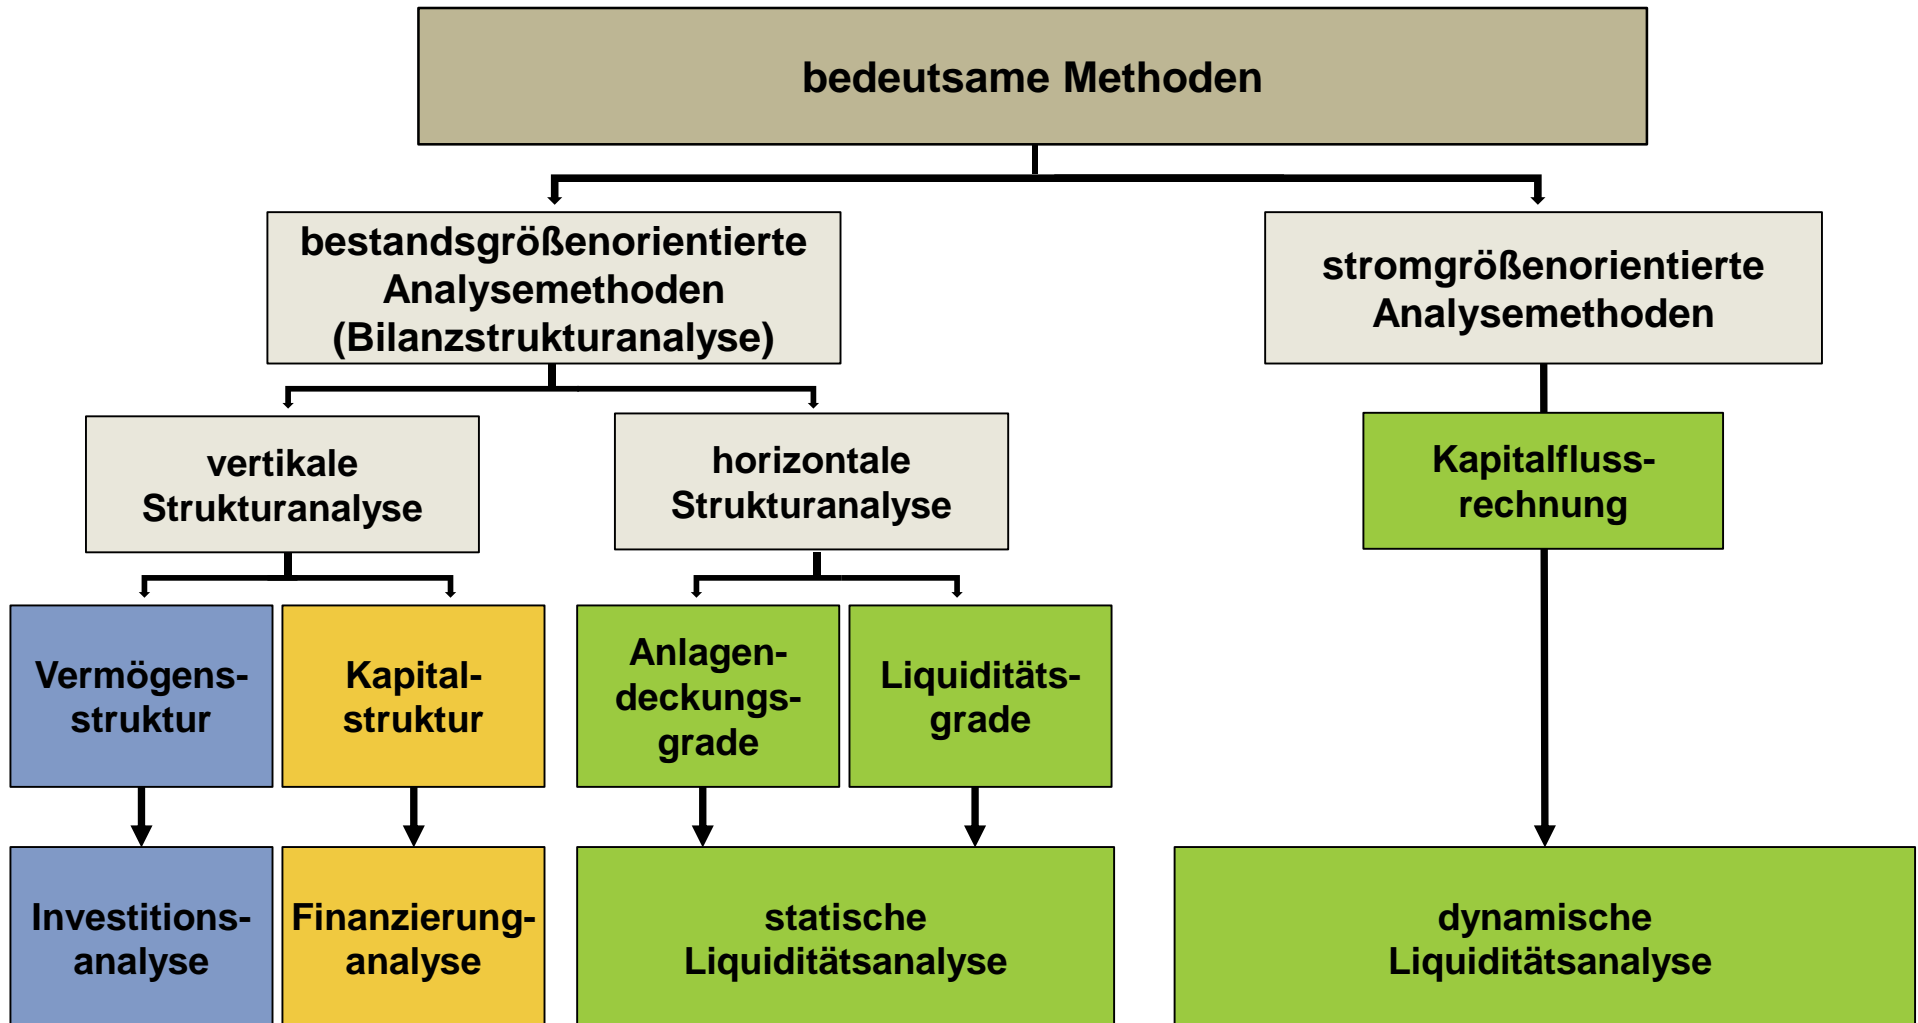 bedeutsame Methoden
bestandsgrößenorientierte
Analysemethoden
(Bilanzstrukturanalyse)
stromgrößenorientierte
Analysemethoden
vertikale
Strukturanalyse
horizontale
Strukturanalyse
Kapitalfluss-
rechnung
Vermögens-
struktur
Kapital-
struktur
Anlagen-
deckungs-
grade
Liquiditäts-
grade
Investitions-
analyse
Finanzierung-
analyse
statische
Liquiditätsanalyse
dynamische
Liquiditätsanalyse